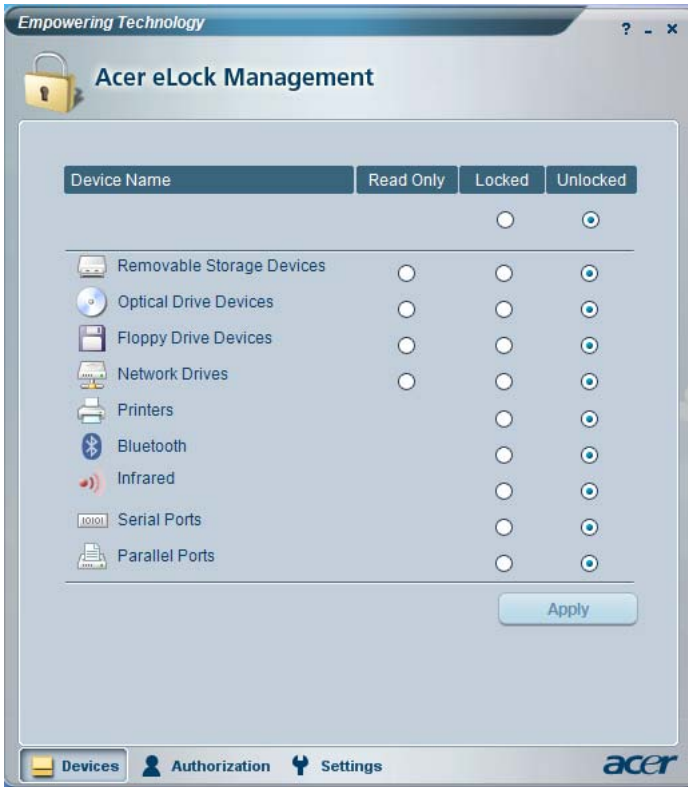 Empowering Technology
? - ×
Acer eLock Management
Device Name Read Only Locked Unlocked
Removable Storage Devices
Optical Drive Devices
Floppy Drive Devices
Network Drives
Printers
Bluetooth
Infrared
10101 Serial Ports
Parallel Ports
Apply
Devices Authorization Settings acer